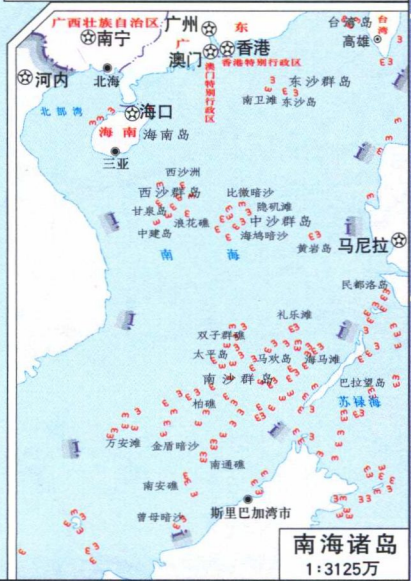 广西壮族自治区
广州
广
东
台湾岛
台湾
高雄
南宁
澳门
香港
香港特别行政区
澳门特别行政区
河内
北海
东沙群岛
南卫滩
东沙岛
北部湾
海口
海南
海南岛
三亚
西沙洲
西沙群岛
比微暗沙
甘泉岛
隐矶滩
浪花礁
中沙群岛
中建岛
海鸠暗沙
黄岩岛
马尼拉
南
海
民都洛岛
礼乐滩
双子群礁
太平岛
马欢岛
海马滩
南沙群岛
巴拉望岛
柏礁
苏禄海
万安滩
金盾暗沙
南通礁
南安礁
曾母暗沙
斯里巴加湾市
南海诸岛
1:3125万